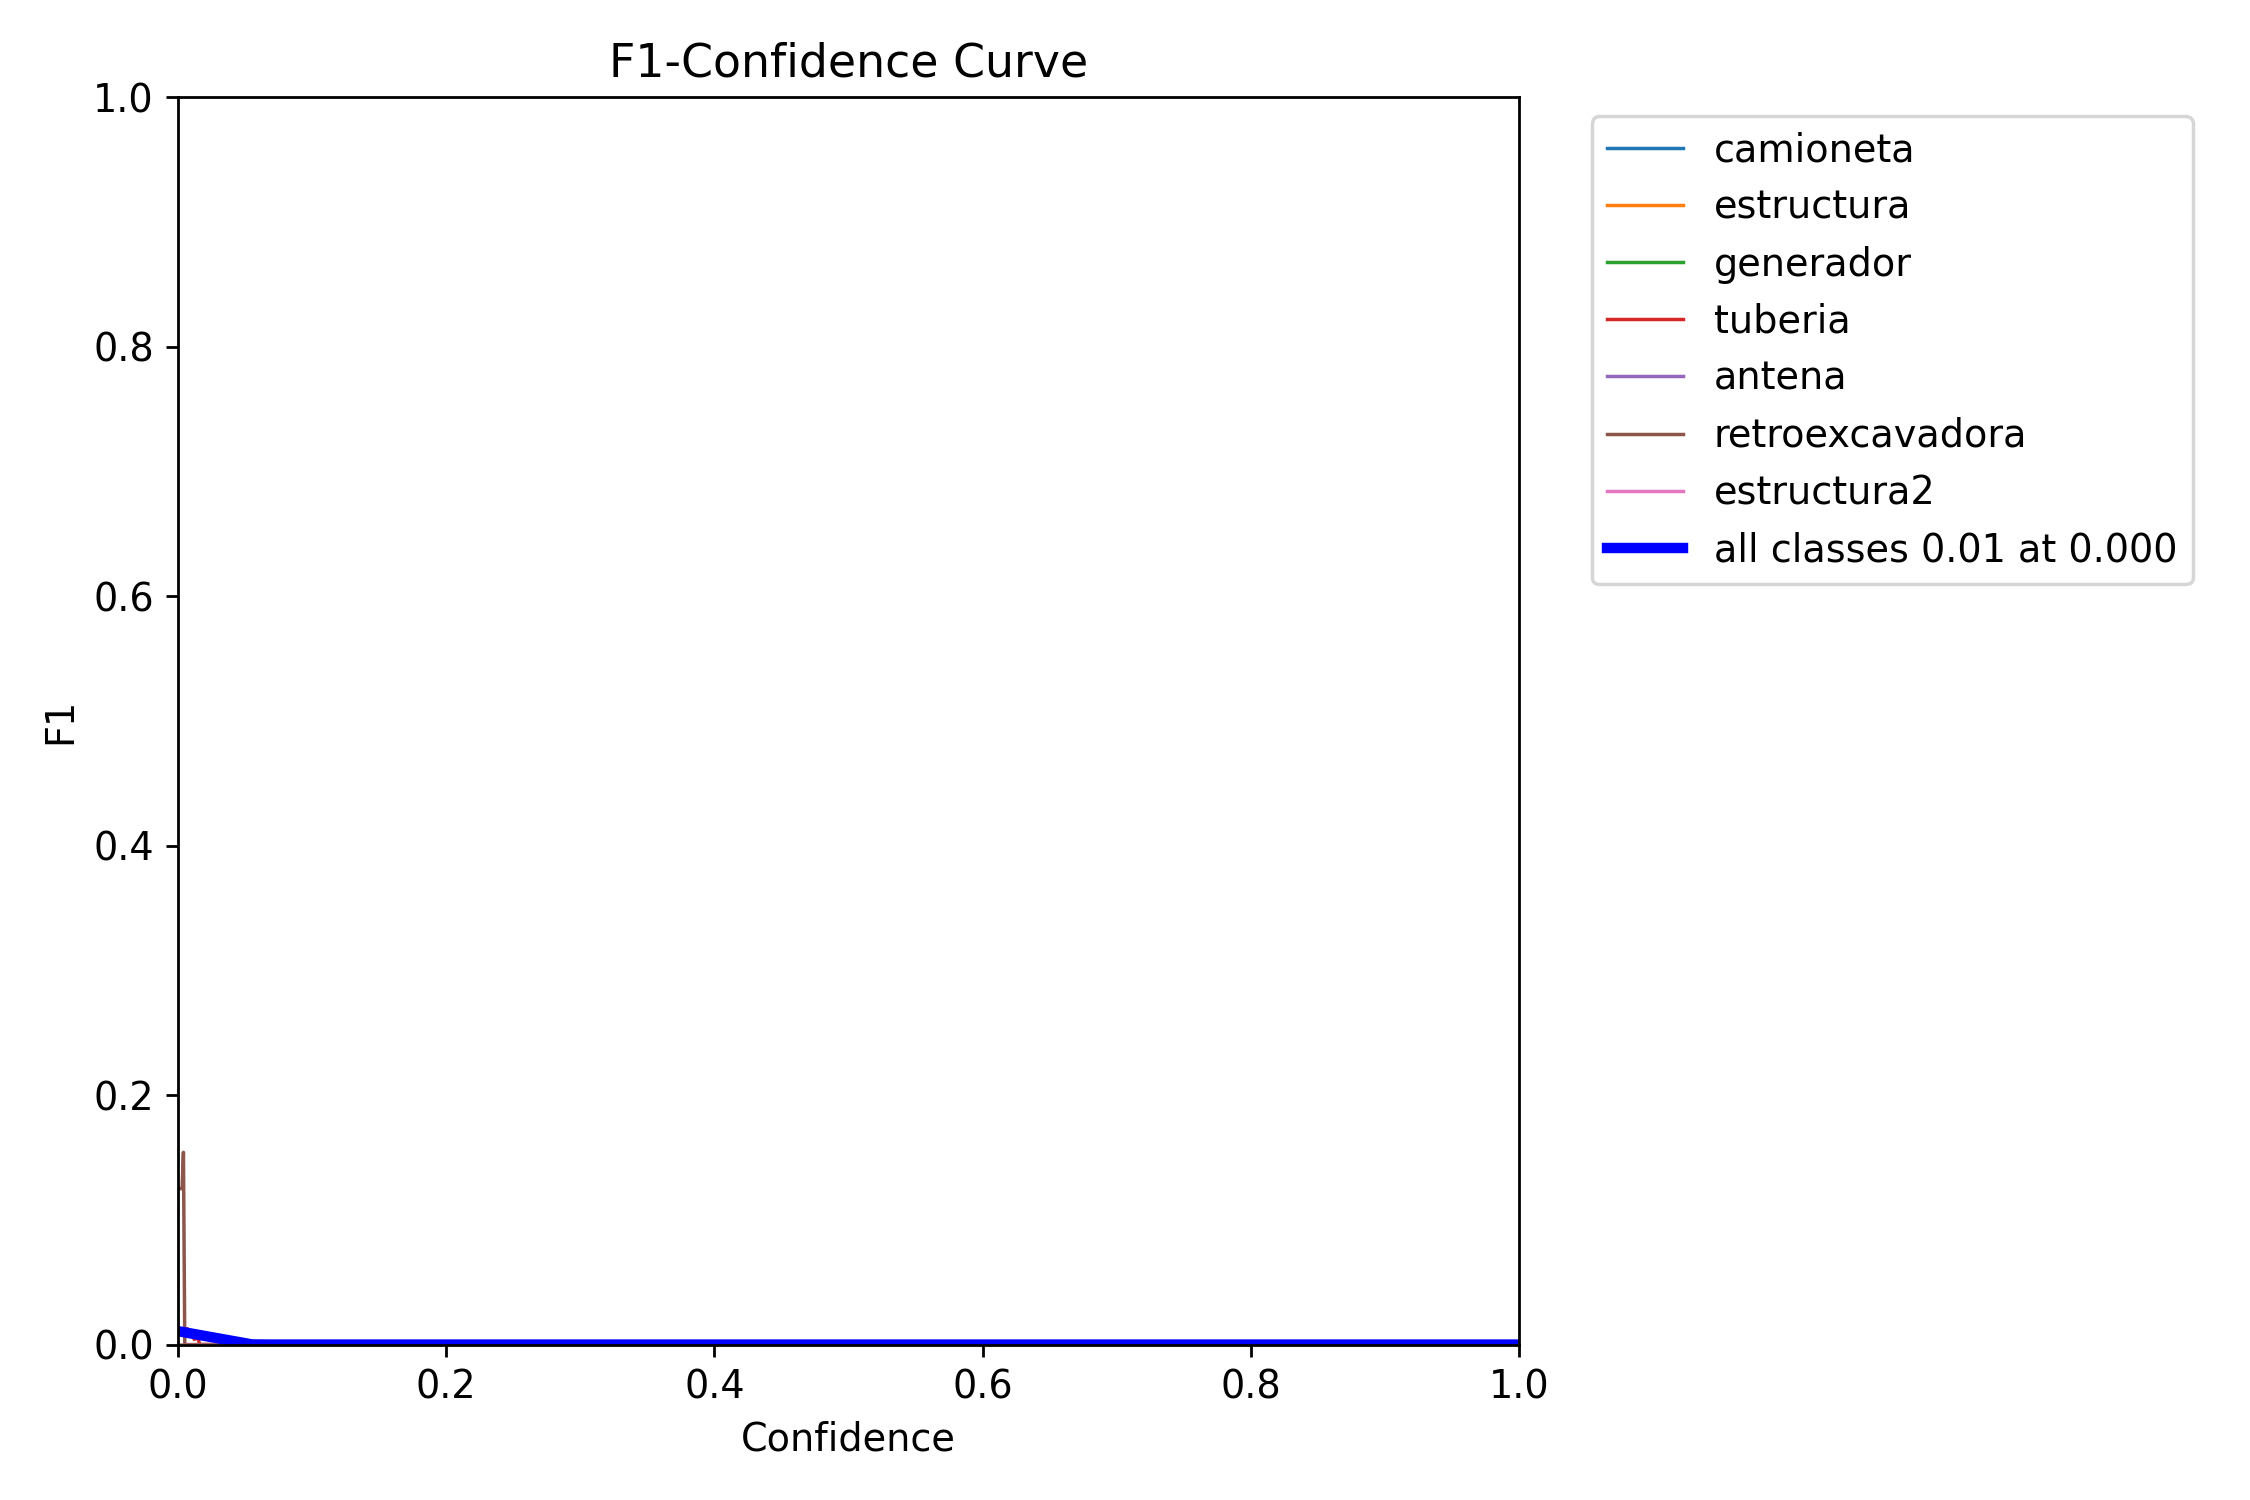 F1-Confidence Curve
1.0
0.8
0.6
0.4
0.2
0.0
F1
0.0 0.2 0.4 0.6 0.8 1.0
Confidence
camioneta
estructura
generador
tuberia
antena
retroexcavadora
estructura2
all classes 0.01 at 0.000